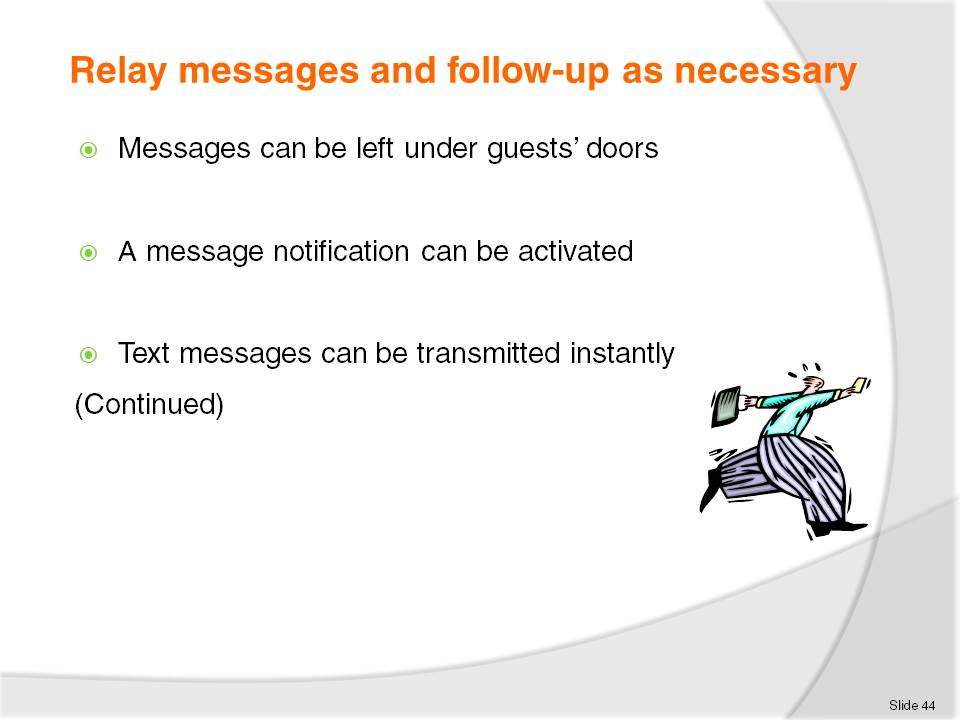 Relay messages and follow-up as necessary
Messages can be left under guests’ doors
A message notification can be activated
Text messages can be transmitted instantly
(Continued)
Slide 44